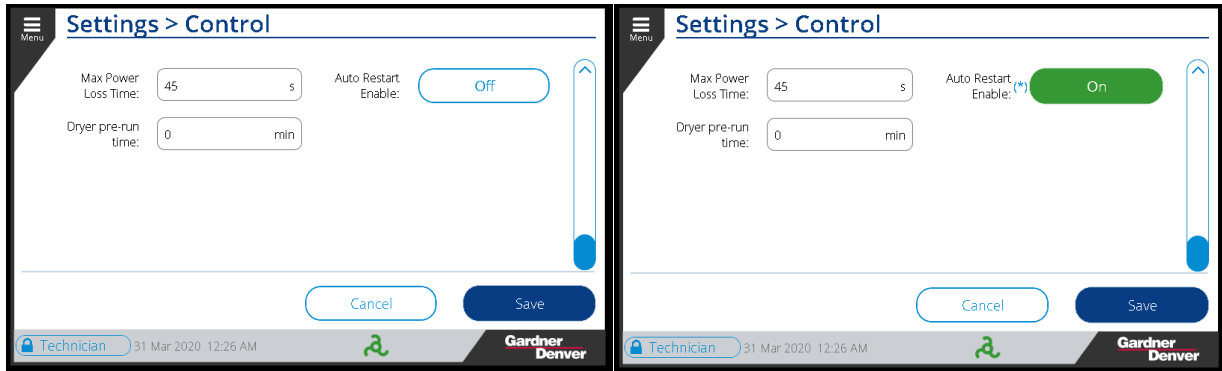 Settings > Control
Menu
Max Power
Loss Time:
45 s
Auto Restart
Enable:
Off
Dryer pre-run
time:
0 min
Cancel
Save
Technician
31 Mar 2020 12:26 AM
Gardner
Denver
Settings > Control
Menu
Max Power
Loss Time:
45 s
Auto Restart
Enable: (*)
On
Dryer pre-run
time:
0 min
Cancel
Save
Technician
31 Mar 2020 12:26 AM
Gardner
Denver